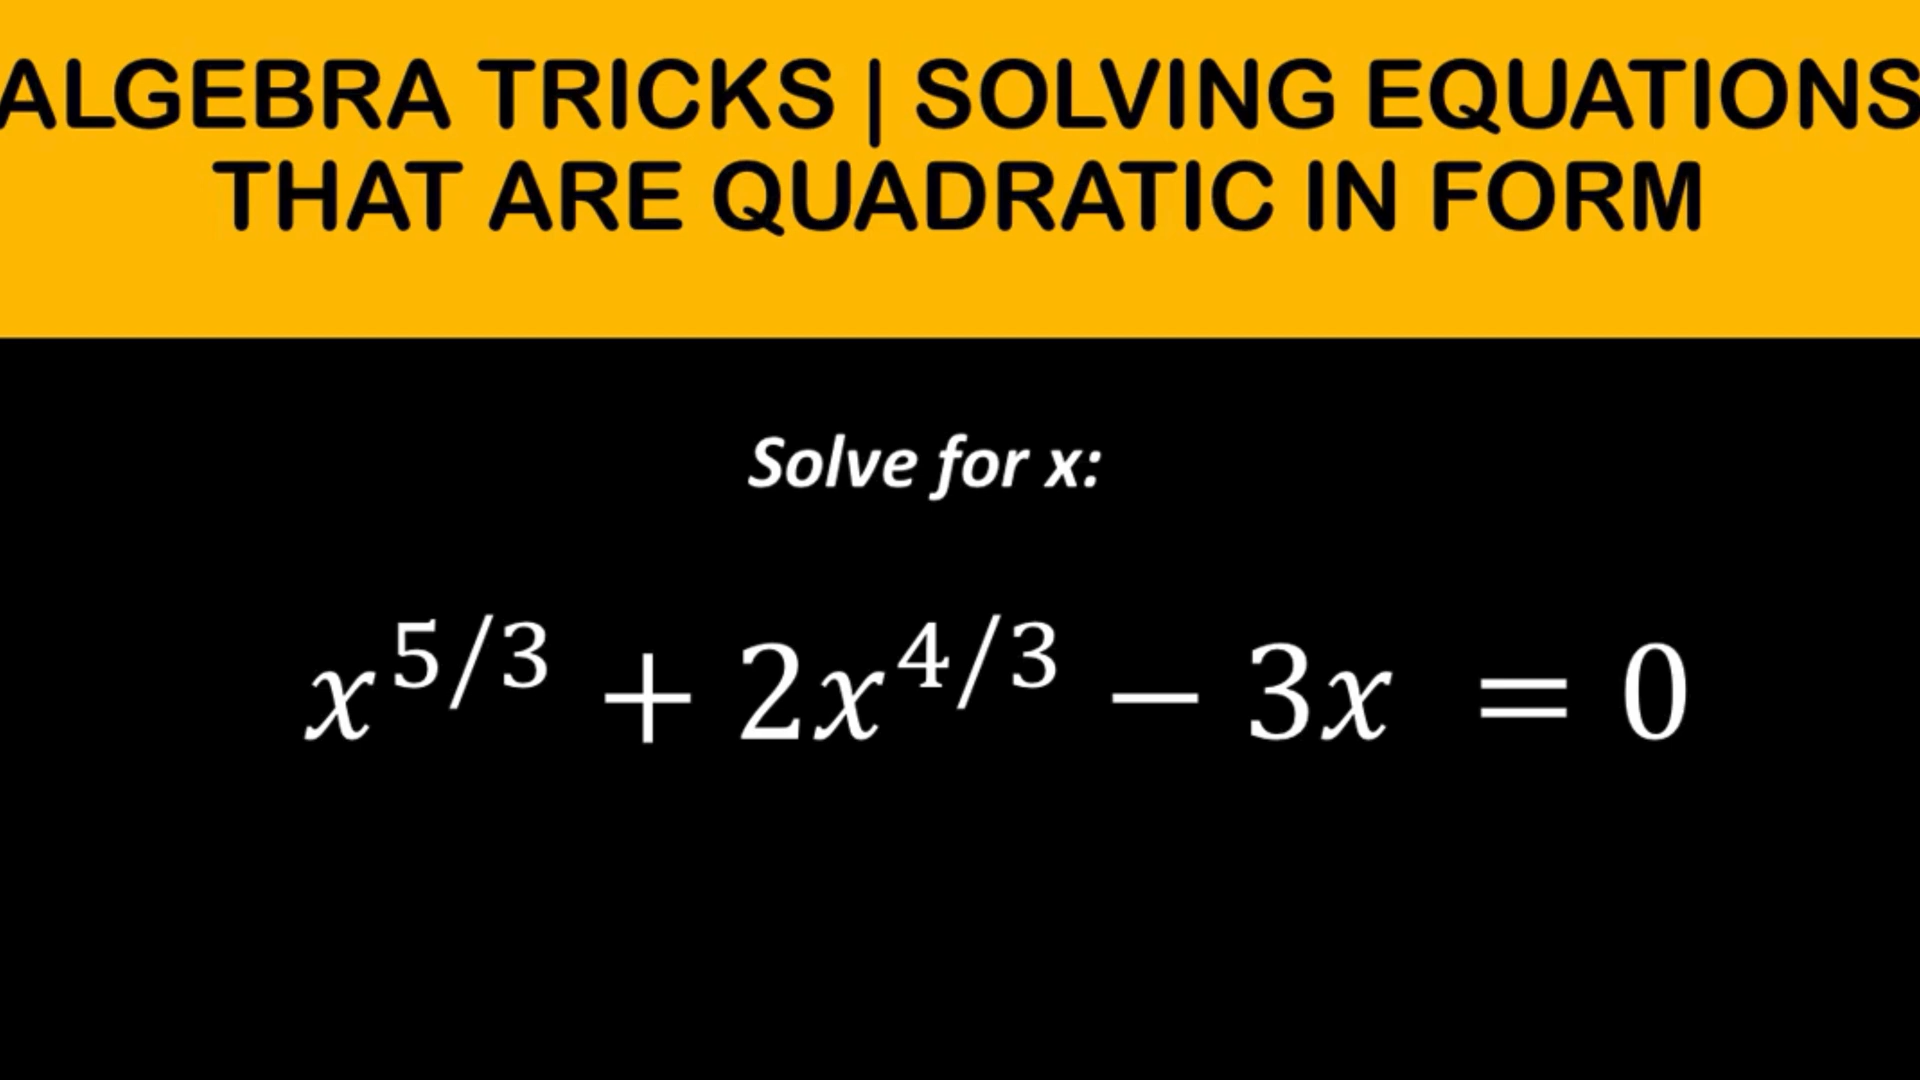 ALGEBRA TRICKS | SOLVING EQUATIONS
THAT ARE QUADRATIC IN FORM
Solve for x:
x^{5/3} + 2x^{4/3} − 3x = 0